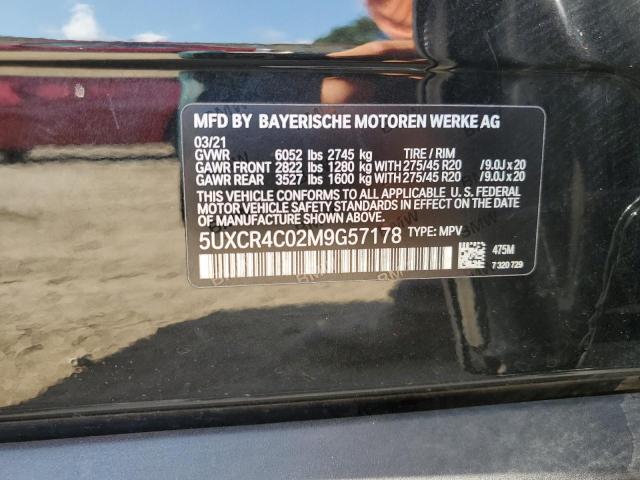 MFD BY BAYERISCHE MOTOREN WERKE AG
03/21
GVWR 6052 lbs 2745 kg TIRE / RIM
GAWR FRONT 2822 lbs 1280 kg WITH 275/45 R20 /9.0J x 20
GAWR REAR 3527 lbs 1600 kg WITH 275/45 R20 /9.0J x 20
THIS VEHICLE CONFORMS TO ALL APPLICABLE U. S. FEDERAL
MOTOR VEHICLE SAFETY STANDARDS IN EFFECT ON THE DATE
OF MANUFACTURE SHOWN ABOVE.
5UXCR4C02M9G57178 TYPE: MPV
475M
7 320 729